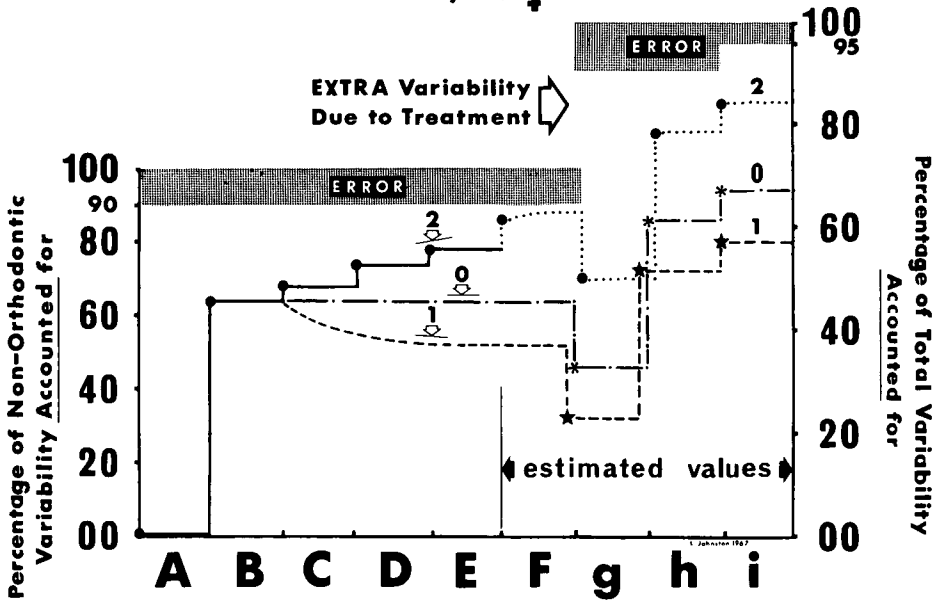 100
ERROR
95
EXTRA Variability
Due to Treatment
2
80
100
ERROR
0
90
2
80
1
60
0
60
1
40
40
20
estimated values
20
00
00
L. Johnston 1967
A B C D E F g h i
Percentage of Non-Orthodontic
Variability Accounted for
Percentage of Total Variability
Accounted for